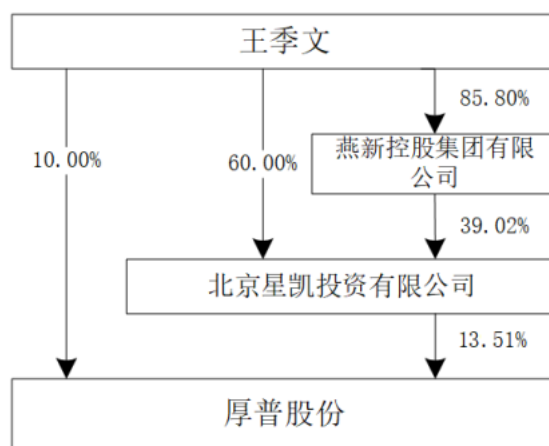 王季文
85.80%
10.00%
60.00%
燕新控股集团有限
公司
39.02%
北京星凯投资有限公司
13.51%
厚普股份